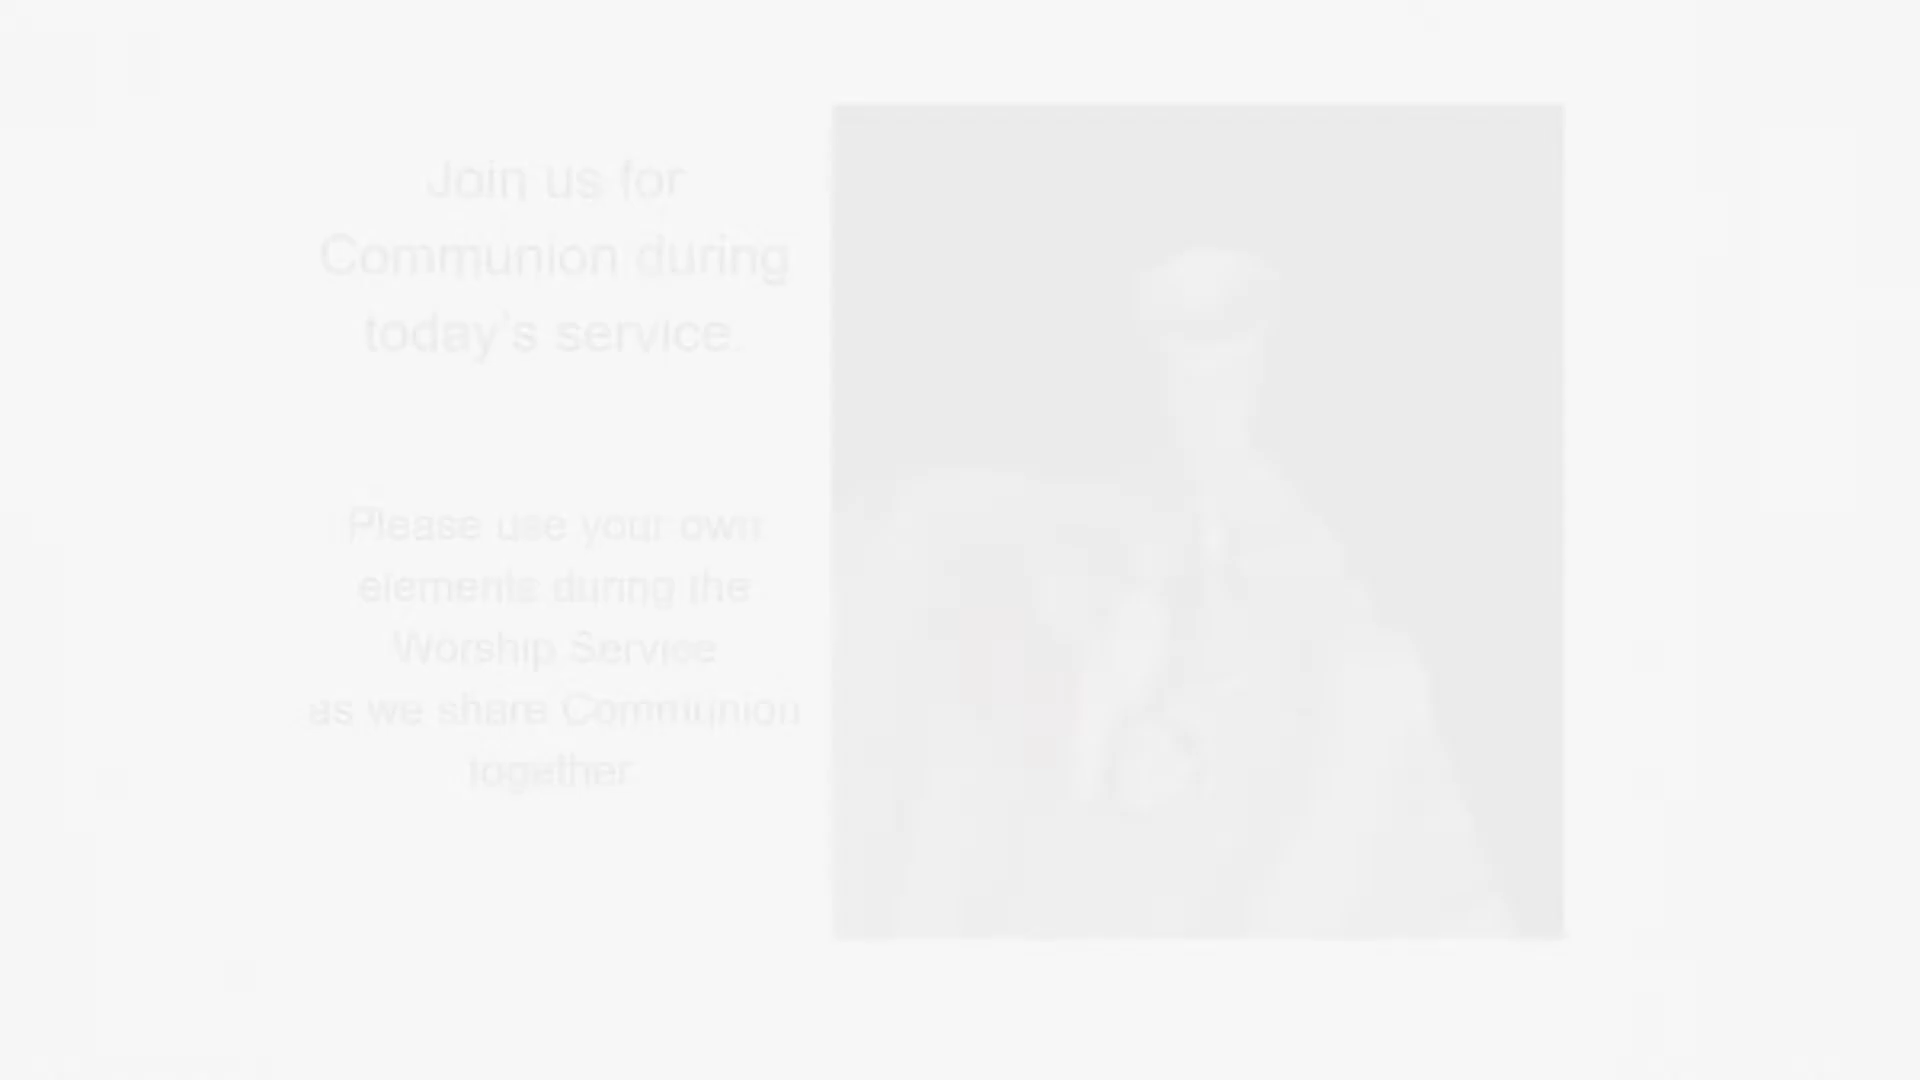 Join us for
Communion during
today's service.
Please use your own
elements during the
Worship Service
as we share Communion
together